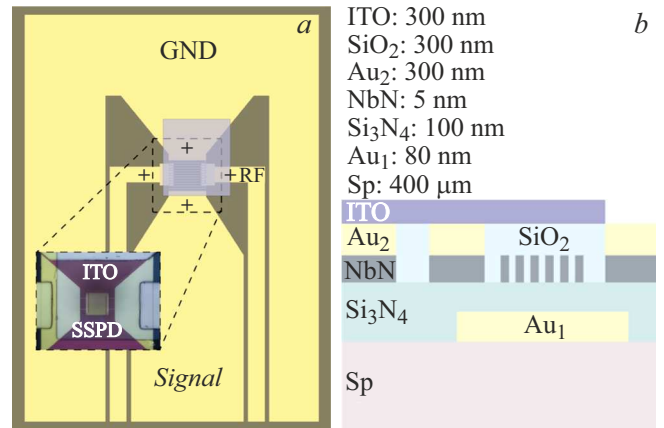 a
GND
+
+
+ RF
+
ITO
SSPD
Signal
b
ITO: 300 nm
SiO₂: 300 nm
Au₂: 300 nm
NbN: 5 nm
Si₃N₄: 100 nm
Au₁: 80 nm
Sp: 400 μm
ITO
Au₂
SiO₂
NbN
Si₃N₄
Au₁
Sp